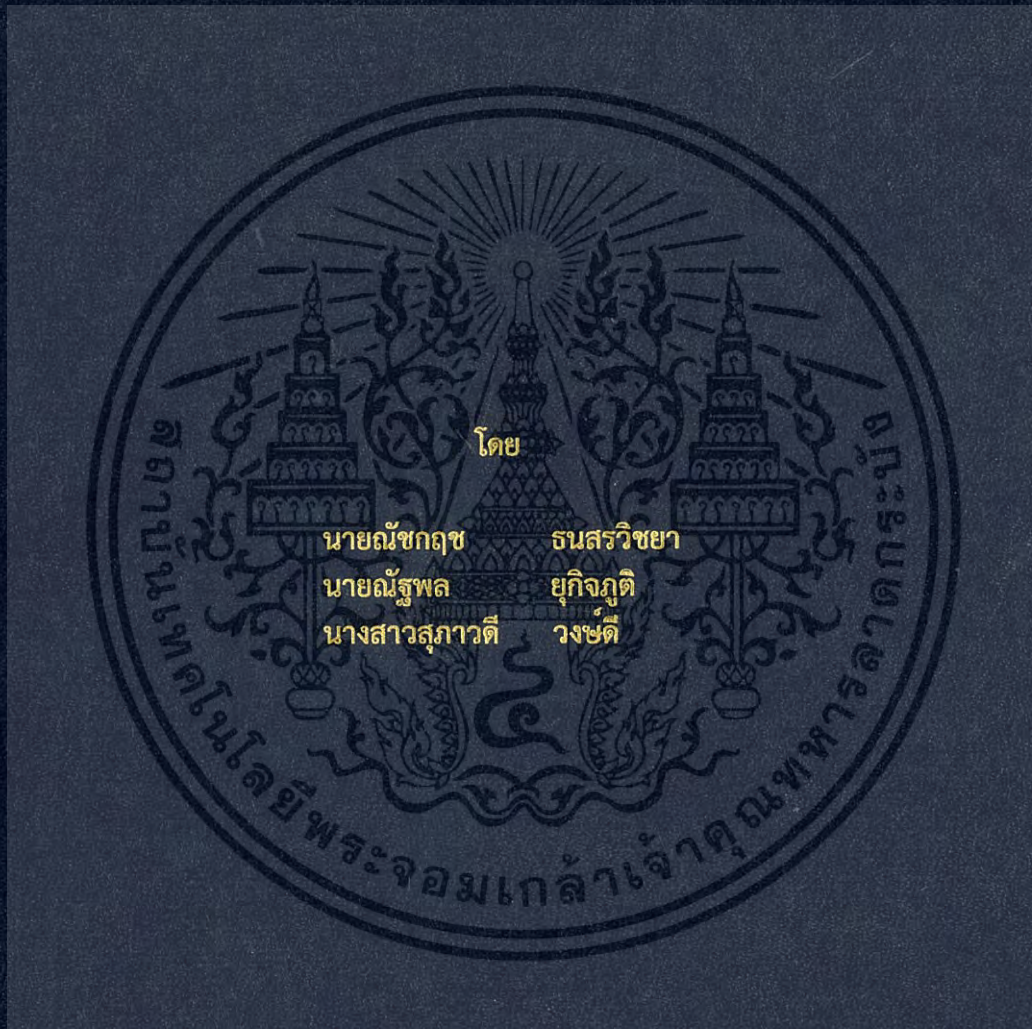 โดย
นายณัชกฤช ธนสรวิชยา
นายณัฐพล ยุกิจภูติ
นางสาวสุภาวดี วงษ์ดี
๔
สถาบันเทคโนโลยีพระจอมเกล้าเจ้าคุณทหารลาดกระบัง